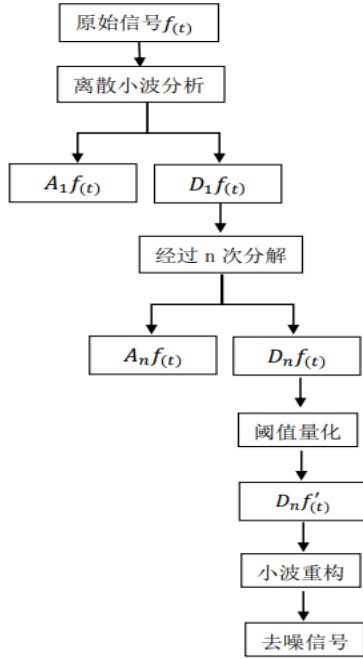 原始信号f(t)
离散小波分析
A₁f(t) D₁f(t)
经过 n 次分解
Aₙf(t) Dₙf(t)
阈值量化
Dₙf′(t)
小波重构
去噪信号